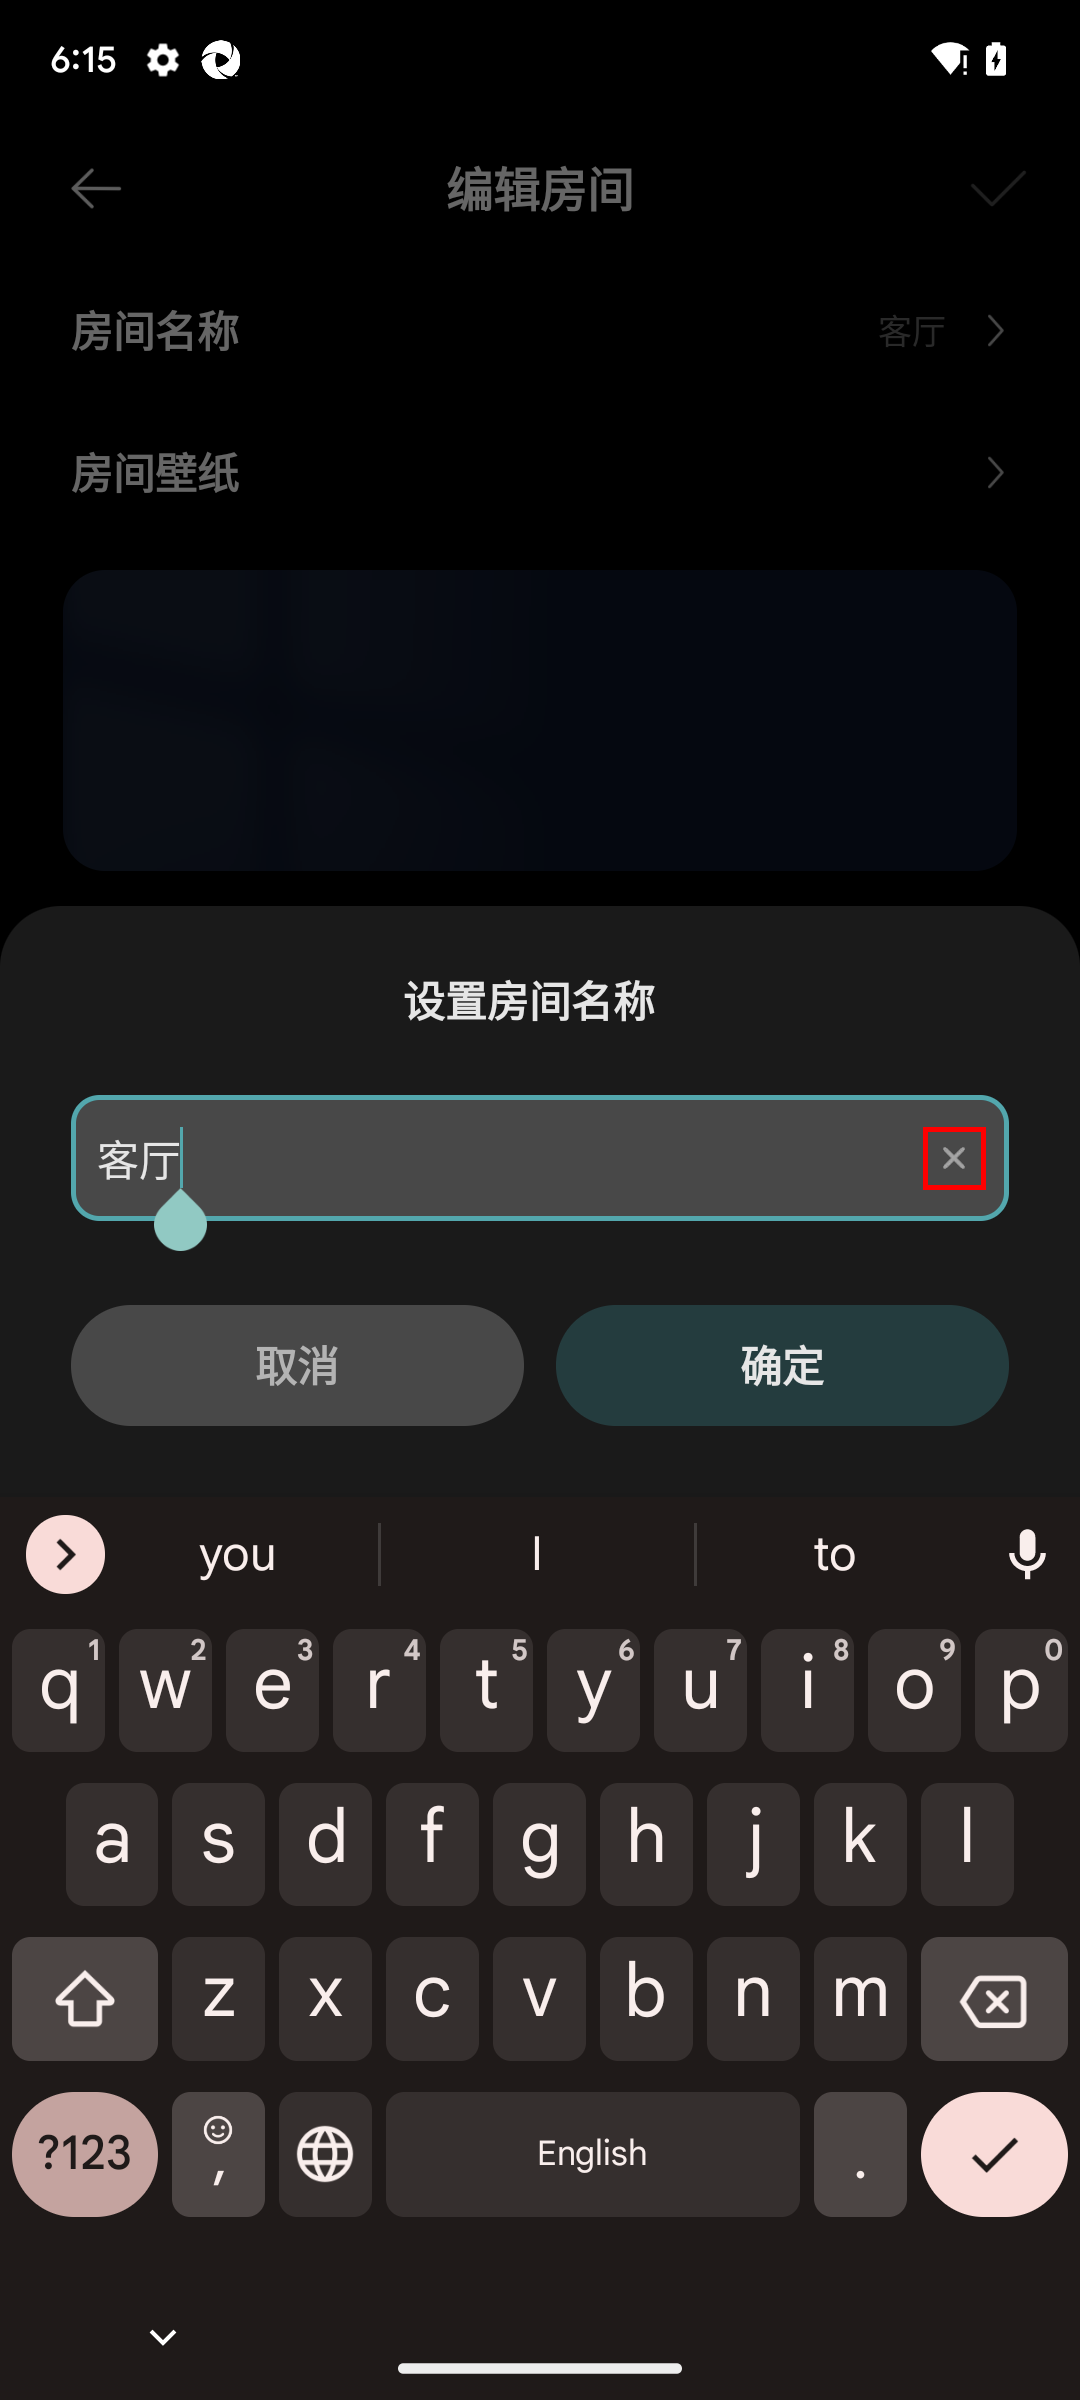 6:15
编辑房间
房间名称 客厅
房间壁纸
设置房间名称
客厅
取消 确定
you I to
q1 w2 e3 r4 t5 y6 u7 i8 o9 p0
a s d f g h j k l
z x c v b n m
?123 , English .